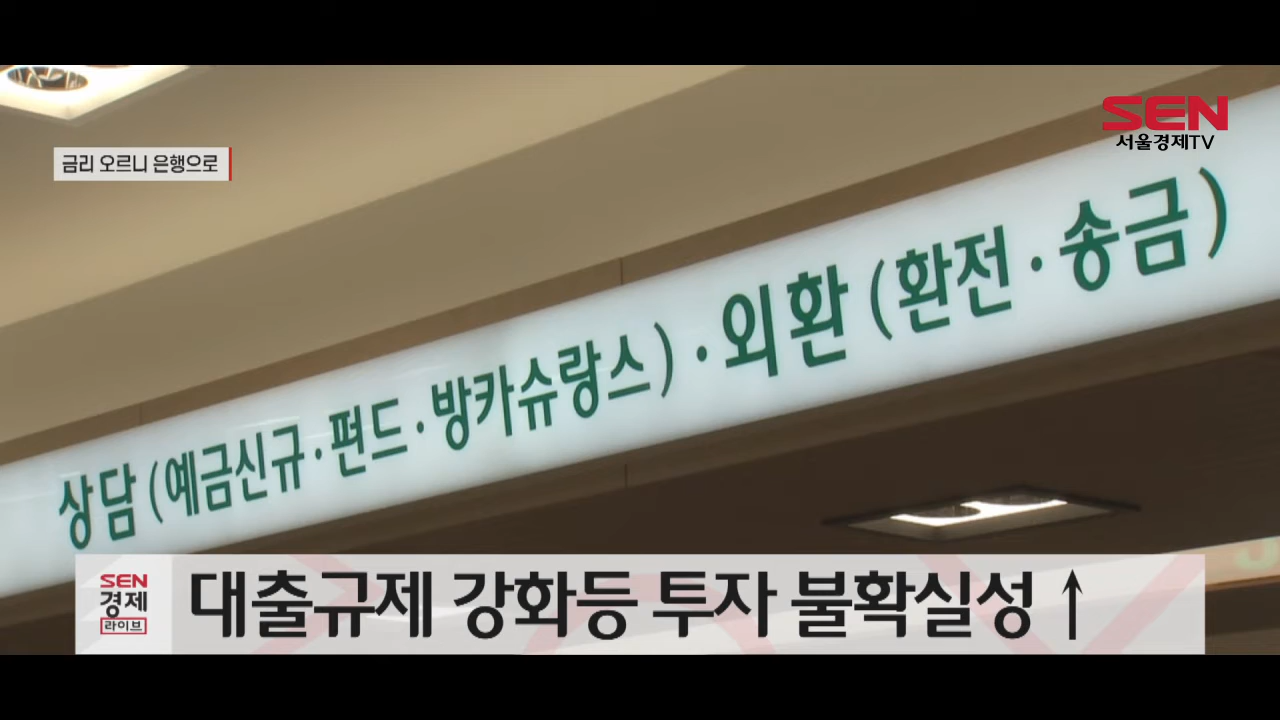 SEN
서울경제TV
금리 오르니 은행으로
상담 (예금신규·펀드·방카슈랑스)·외환 (환전·송금)
SEN
경제
라이브
대출규제 강화등 투자 불확실성↑